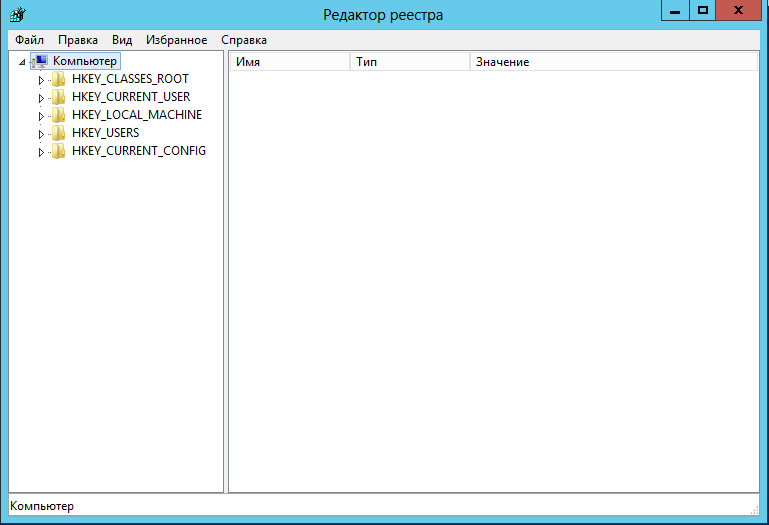 Редактор реестра
Файл Правка Вид Избранное Справка
Компьютер
HKEY_CLASSES_ROOT
HKEY_CURRENT_USER
HKEY_LOCAL_MACHINE
HKEY_USERS
HKEY_CURRENT_CONFIG
Имя Тип Значение
Компьютер